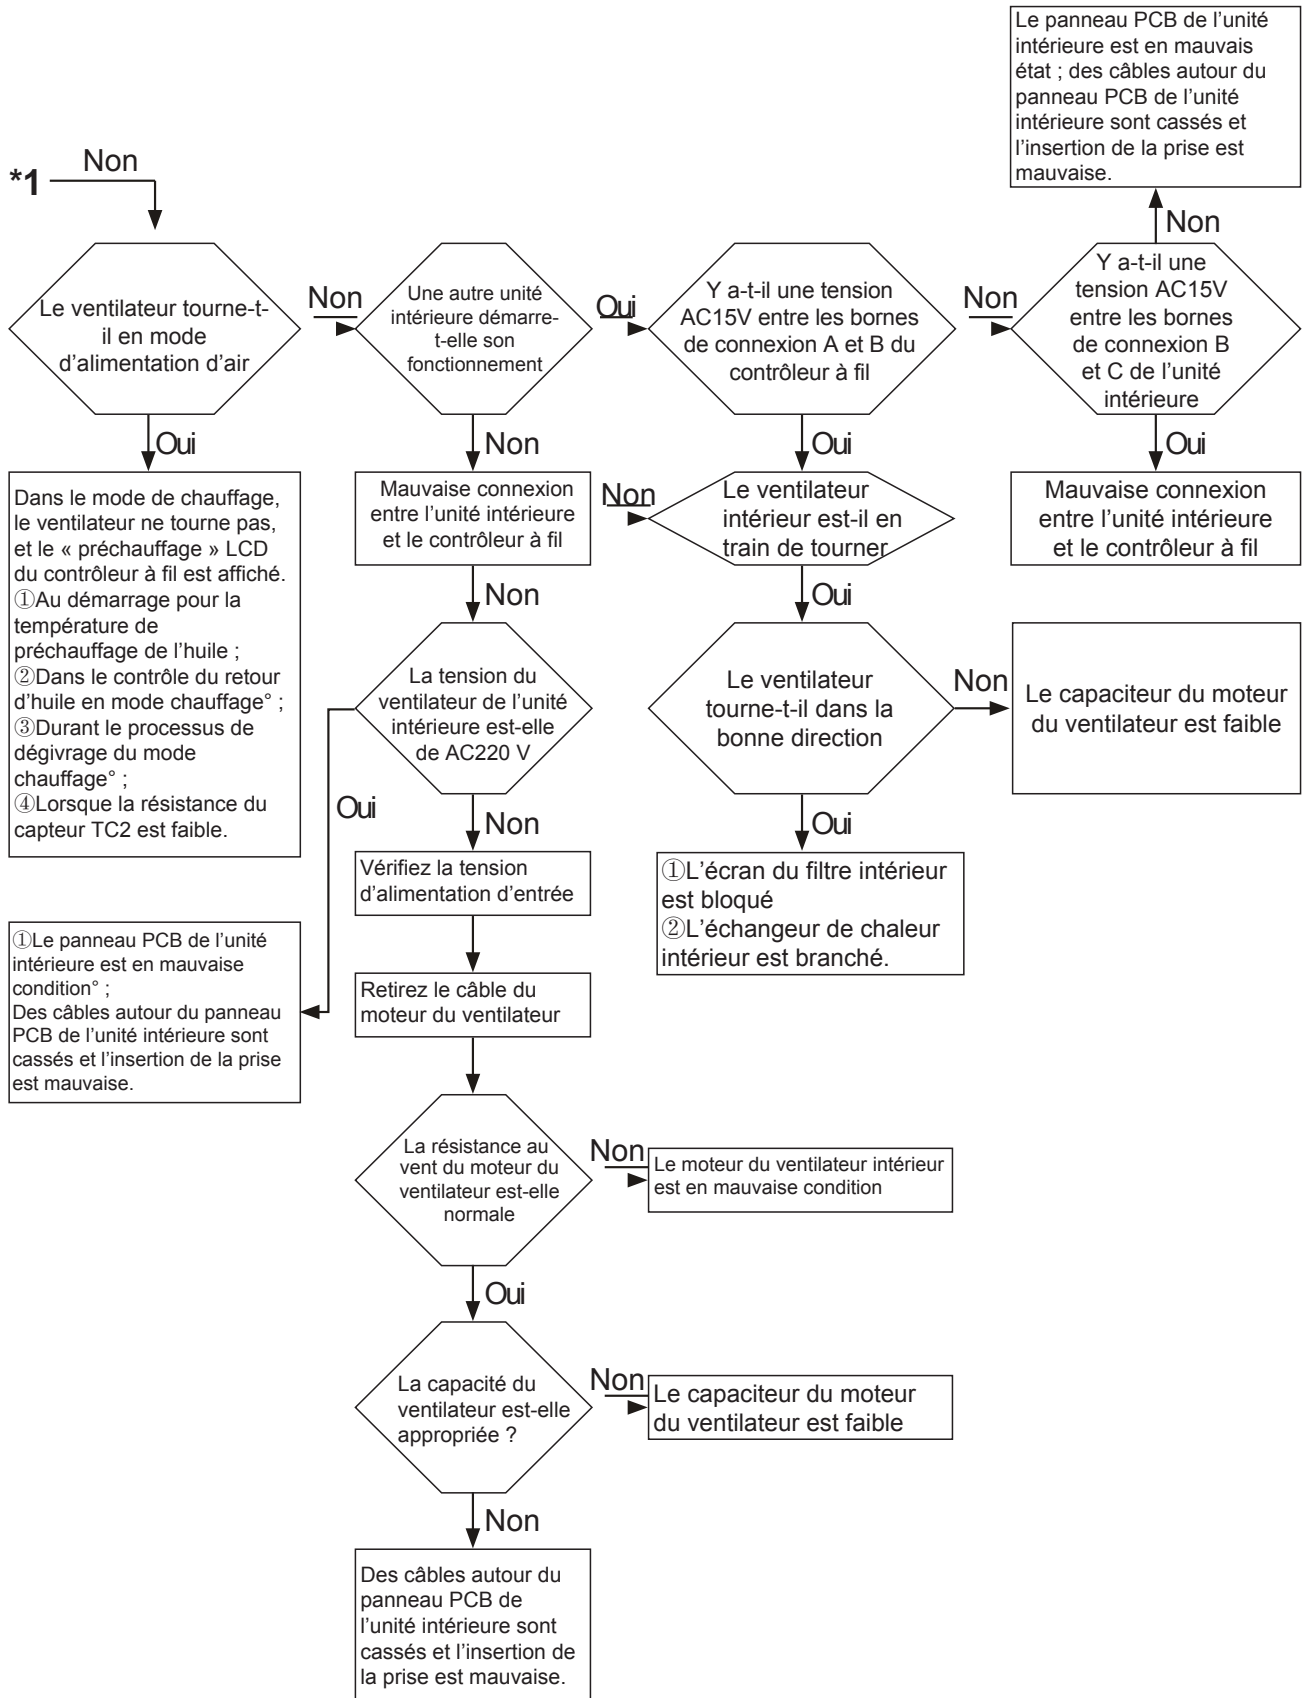 Le panneau PCB de l’unité
intérieure est en mauvais
état ; des câbles autour du
panneau PCB de l’unité
intérieure sont cassés et
l’insertion de la prise est
mauvaise.
*1
Non
Non
Le ventilateur tourne-t-
il en mode
d’alimentation d’air
Non
Une autre unité
intérieure démarre-
t-elle son
fonctionnement
Oui
Y a-t-il une tension
AC15V entre les bornes
de connexion A et B du
contrôleur à fil
Non
Y a-t-il une
tension AC15V
entre les bornes
de connexion B
et C de l’unité
intérieure
Oui
Non
Oui
Oui
Dans le mode de chauffage,
le ventilateur ne tourne pas,
et le « préchauffage » LCD
du contrôleur à fil est affiché.
①Au démarrage pour la
température de
préchauffage de l’huile ;
②Dans le contrôle du retour
d’huile en mode chauffage° ;
③Durant le processus de
dégivrage du mode
chauffage° ;
④Lorsque la résistance du
capteur TC2 est faible.
Mauvaise connexion
entre l’unité intérieure
et le contrôleur à fil
Non
Le ventilateur
intérieur est-il en
train de tourner
Mauvaise connexion
entre l’unité intérieure
et le contrôleur à fil
Non
Oui
La tension du
ventilateur de l’unité
intérieure est-elle
de AC220 V
Le ventilateur
tourne-t-il dans la
bonne direction
Non
Le capaciteur du moteur
du ventilateur est faible
Oui
Non
Oui
Vérifiez la tension
d’alimentation d’entrée
①L’écran du filtre intérieur
est bloqué
②L’échangeur de chaleur
intérieur est branché.
①Le panneau PCB de l’unité
intérieure est en mauvaise
condition° ;
Des câbles autour du panneau
PCB de l’unité intérieure sont
cassés et l’insertion de la prise
est mauvaise.
Retirez le câble du
moteur du ventilateur
La résistance au
vent du moteur du
ventilateur est-elle
normale
Non
Le moteur du ventilateur intérieur
est en mauvaise condition
Oui
La capacité du
ventilateur est-elle
appropriée ?
Non
Le capaciteur du moteur
du ventilateur est faible
Non
Des câbles autour du
panneau PCB de
l’unité intérieure sont
cassés et l’insertion de
la prise est mauvaise.